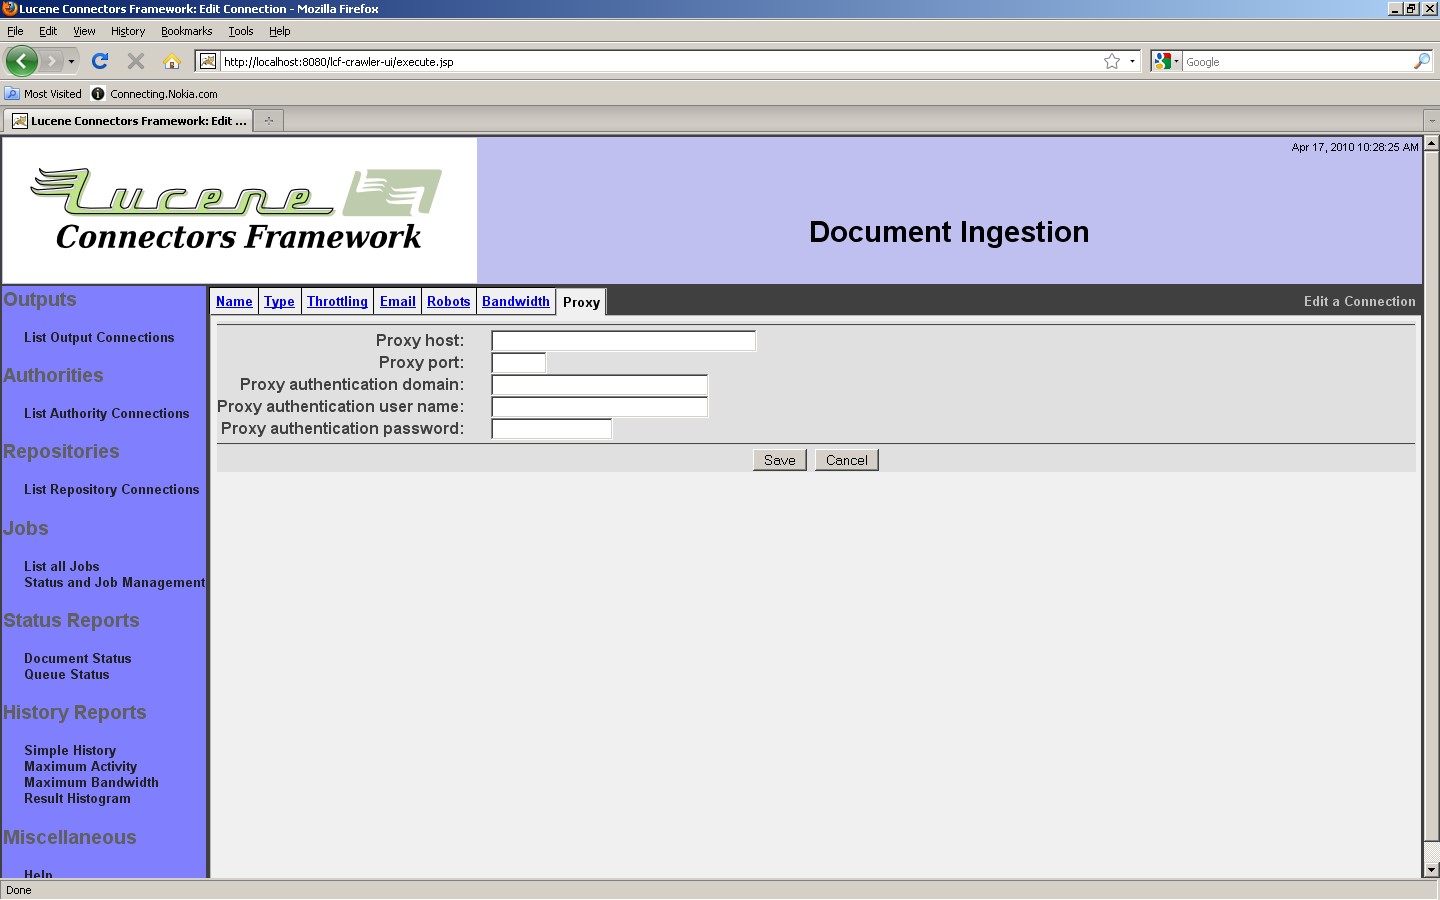 Lucene Connectors Framework: Edit Connection - Mozilla Firefox
File Edit View History Bookmarks Tools Help
http://localhost:8080/lcf-crawler-ui/execute.jsp
Google
Most Visited Connecting.Nokia.com
Lucene Connectors Framework: Edit ...
Apr 17, 2010 10:28:25 AM
Lucene
Connectors Framework
Document Ingestion
Outputs
List Output Connections
Authorities
List Authority Connections
Repositories
List Repository Connections
Jobs
List all Jobs
Status and Job Management
Status Reports
Document Status
Queue Status
History Reports
Simple History
Maximum Activity
Maximum Bandwidth
Result Histogram
Miscellaneous
Help
Name Type Throttling Email Robots Bandwidth Proxy
Edit a Connection
Proxy host:
Proxy port:
Proxy authentication domain:
Proxy authentication user name:
Proxy authentication password:
Save Cancel
Done